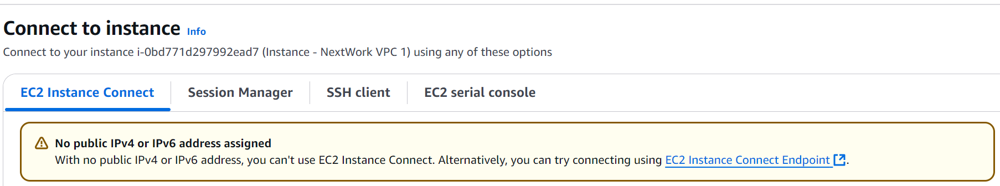 Connect to instance Info
Connect to your instance i-0bd771d297992ead7 (Instance - NextWork VPC 1) using any of these options
EC2 Instance Connect Session Manager SSH client EC2 serial console
No public IPv4 or IPv6 address assigned
With no public IPv4 or IPv6 address, you can't use EC2 Instance Connect. Alternatively, you can try connecting using EC2 Instance Connect Endpoint.